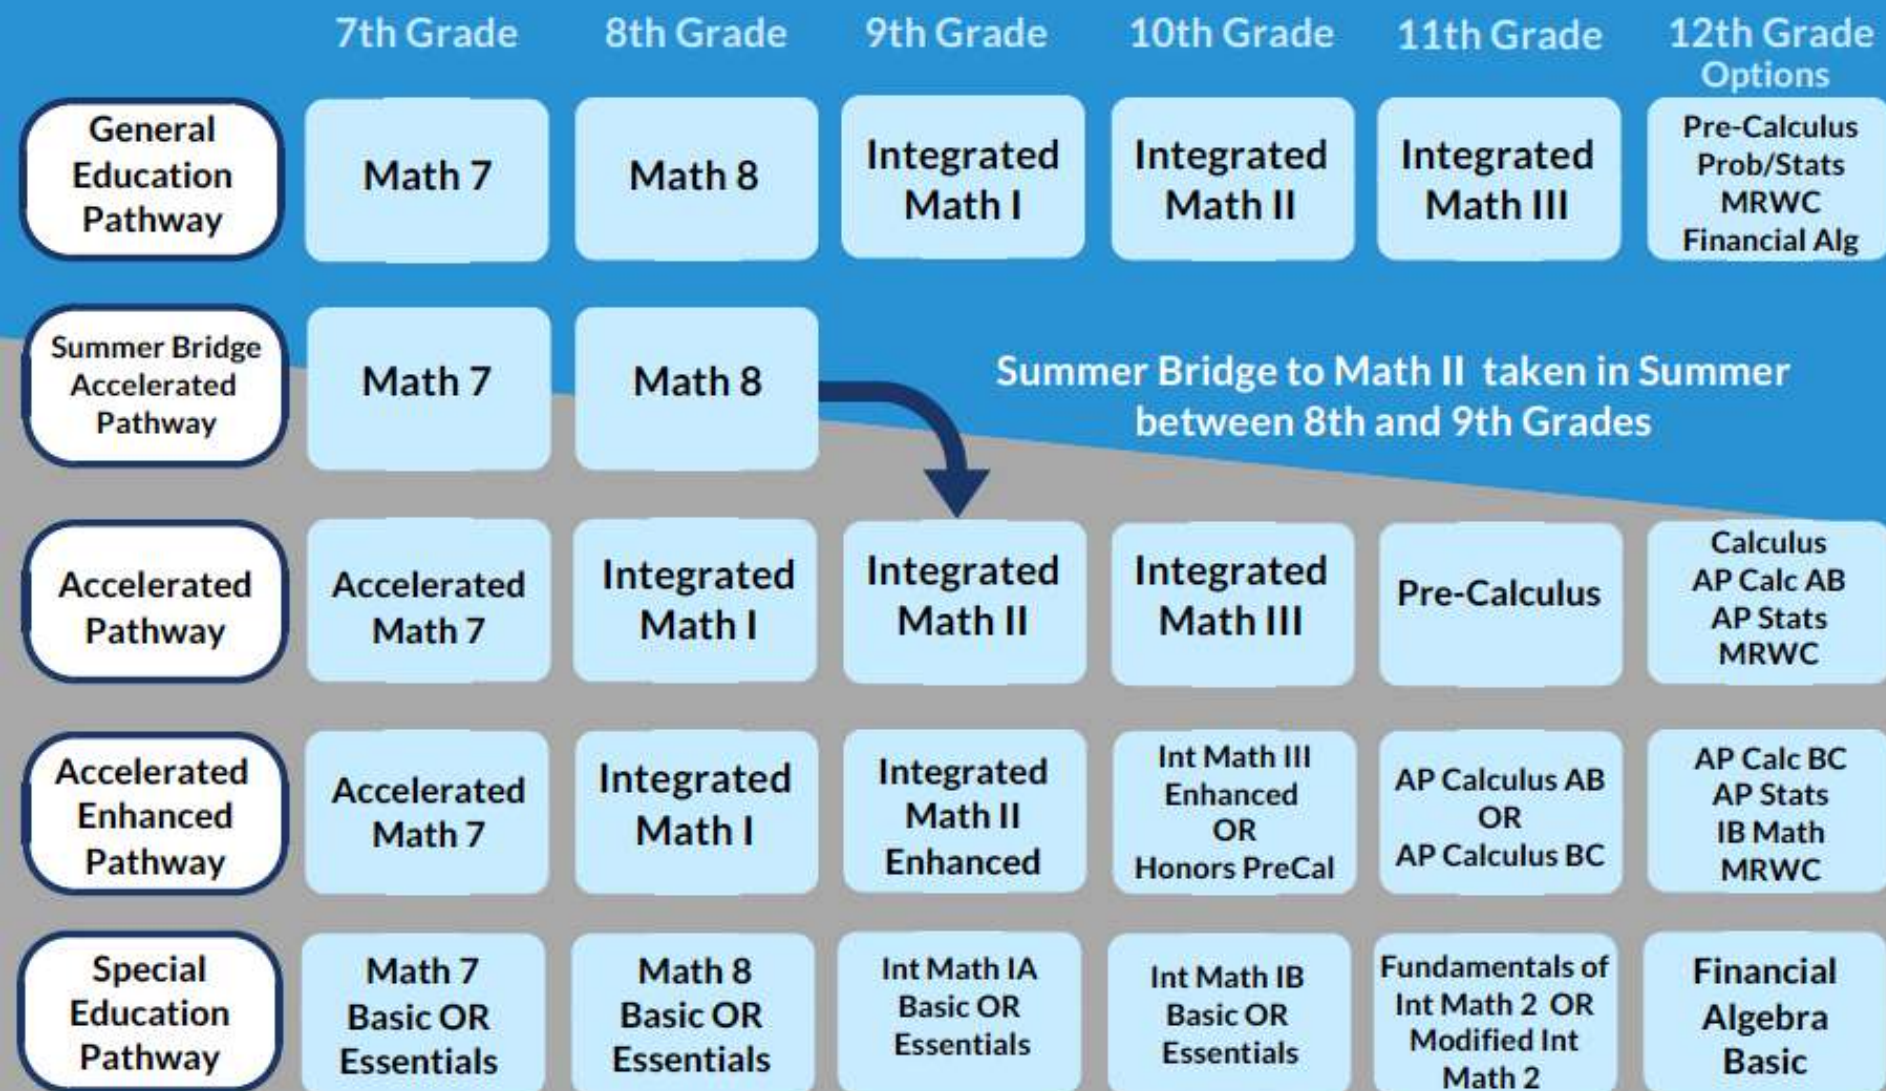 7th Grade
8th Grade
9th Grade
10th Grade
11th Grade
12th Grade
Options
General
Education
Pathway
Math 7
Math 8
Integrated
Math I
Integrated
Math II
Integrated
Math III
Pre-Calculus
Prob/Stats
MRWC
Financial Alg
Summer Bridge
Accelerated
Pathway
Math 7
Math 8
Summer Bridge to Math II taken in Summer
between 8th and 9th Grades
Accelerated
Pathway
Accelerated
Math 7
Integrated
Math I
Integrated
Math II
Integrated
Math III
Pre-Calculus
Calculus
AP Calc AB
AP Stats
MRWC
Accelerated
Enhanced
Pathway
Accelerated
Math 7
Integrated
Math I
Integrated
Math II
Enhanced
Int Math III
Enhanced
OR
Honors PreCal
AP Calculus AB
OR
AP Calculus BC
AP Calc BC
AP Stats
IB Math
MRWC
Special
Education
Pathway
Math 7
Basic OR
Essentials
Math 8
Basic OR
Essentials
Int Math IA
Basic OR
Essentials
Int Math IB
Basic OR
Essentials
Fundamentals of
Int Math 2 OR
Modified Int
Math 2
Financial
Algebra
Basic